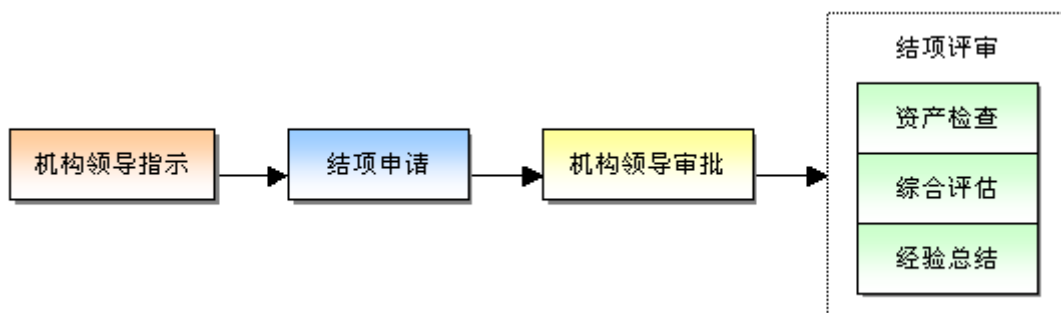 机构领导指示
结项申请
机构领导审批
结项评审
资产检查
综合评估
经验总结